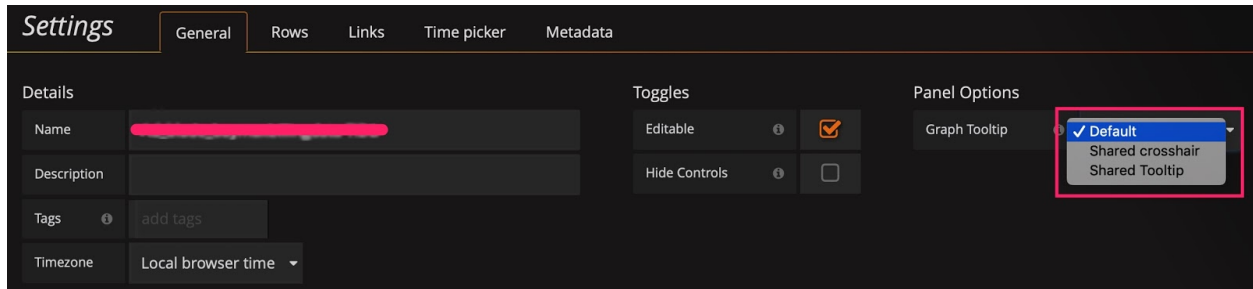 Settings General Rows Links Time picker Metadata
Details Toggles Panel Options
Name Editable Graph Tooltip ✓ Default
Shared crosshair
Description Hide Controls Shared Tooltip
Tags add tags
Timezone Local browser time